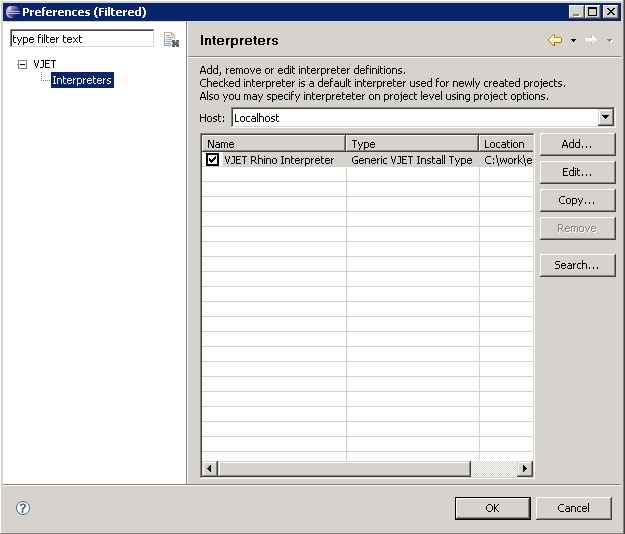 Preferences (Filtered)
type filter text
VJET
Interpreters
Interpreters
Add, remove or edit interpreter definitions.
Checked interpreter is a default interpreter used for newly created projects.
Also you may specify interpreteter on project level using project options.
Host: Localhost
Name Type Location
VJET Rhino Interpreter Generic VJET Install Type C:\work\e
Add...
Edit...
Copy...
Remove
Search...
OK Cancel